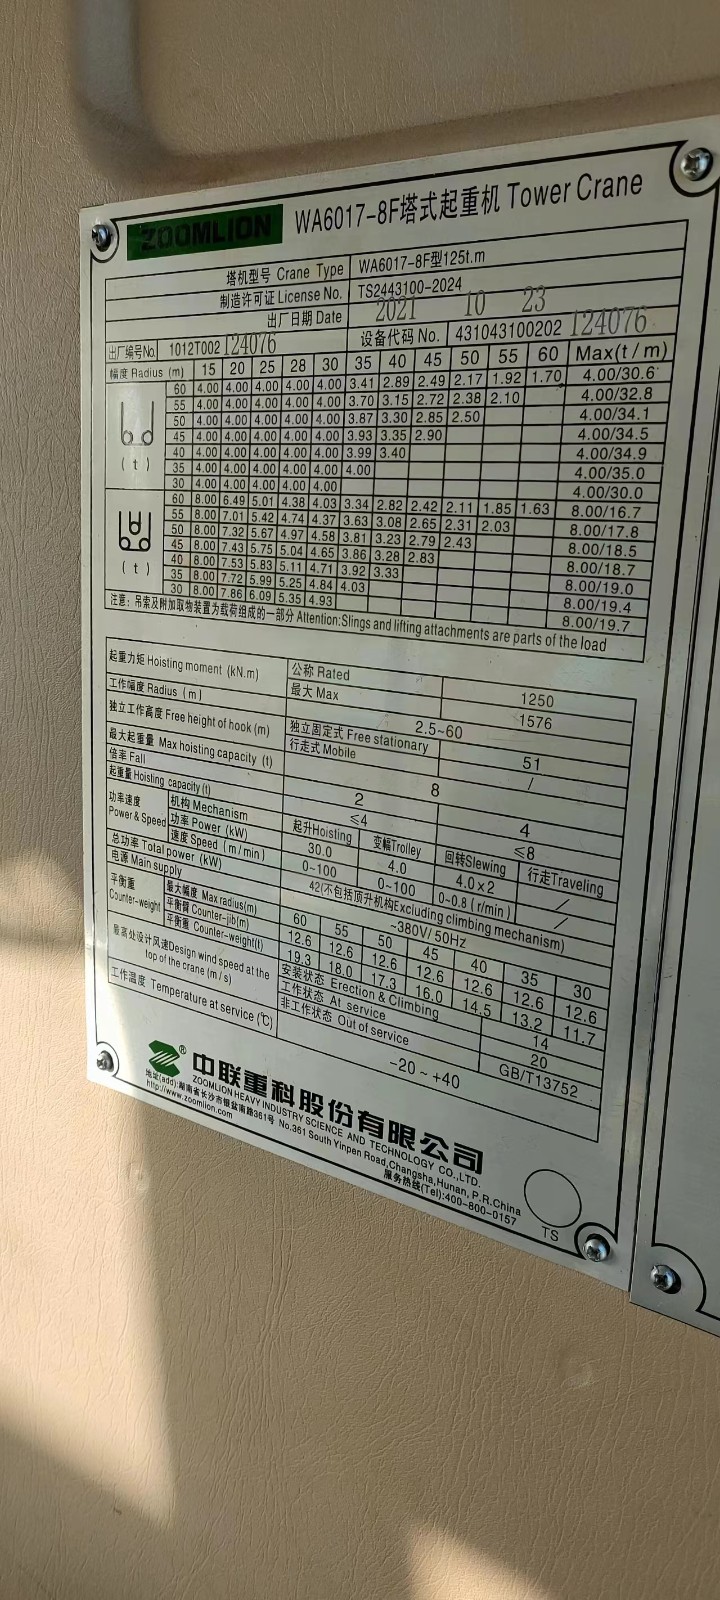 ZOOMLION WA6017-8F塔式起重机 Tower Crane
塔机型号 Crane Type WA6017-8F型125t.m
制造许可证 License No. TS2443100-2024
出厂日期 Date 2021 10 23
出厂编号No. 1012T002 124076 设备代码 No. 431043100202 124076
幅度 Radius (m) 15 20 25 28 30 35 40 45 50 55 60 Max(t/m)
60 4.00 4.00 4.00 4.00 4.00 3.41 2.89 2.49 2.17 1.92 1.70 4.00/30.6
55 4.00 4.00 4.00 4.00 4.00 3.70 3.15 2.72 2.38 2.10 4.00/32.8
50 4.00 4.00 4.00 4.00 4.00 3.87 3.30 2.85 2.50 4.00/34.1
45 4.00 4.00 4.00 4.00 4.00 3.93 3.35 2.90 4.00/34.5
40 4.00 4.00 4.00 4.00 4.00 3.99 3.40 4.00/34.9
35 4.00 4.00 4.00 4.00 4.00 4.00 4.00/35.0
30 4.00 4.00 4.00 4.00 4.00 4.00/30.0
(t)
60 8.00 6.49 5.01 4.38 4.03 3.34 2.82 2.42 2.11 1.85 1.63 8.00/16.7
55 8.00 7.01 5.42 4.74 4.37 3.63 3.08 2.65 2.31 2.03 8.00/17.8
50 8.00 7.32 5.67 4.97 4.58 3.81 3.23 2.79 2.43 8.00/18.5
45 8.00 7.43 5.75 5.04 4.65 3.86 3.28 2.83 8.00/18.7
40 8.00 7.53 5.83 5.11 4.71 3.92 3.33 8.00/19.0
35 8.00 7.72 5.99 5.25 4.84 4.03 8.00/19.4
30 8.00 7.86 6.09 5.35 4.93 8.00/19.7
(t)
注意：吊索及附加取物装置为载荷组成的一部分 Attention:Slings and lifting attachments are parts of the load
起重力矩 Hoisting moment (kN.m) 公称 Rated 1250
最大 Max 1576
工作幅度 Radius (m) 2.5~60
独立工作高度 Free height of hook (m) 独立固定式 Free stationary 51
行走式 Mobile /
最大起重量 Max hoisting capacity (t) 8
倍率 Fall 2 4
起重量 Hoisting capacity(t) ≤4 ≤8
功率速度 Power & Speed 机构 Mechanism 起升Hoisting 变幅Trolley 回转Slewing 行走Traveling
功率 Power (kW) 30.0 4.0 4.0×2 /
速度 Speed (m/min) 0~100 0~100 0~0.8 (r/min) /
总功率 Total power (kW) 42(不包括顶升机构Excluding climbing mechanism)
电源 Main supply ~380V/ 50Hz
平衡重 Counter-weight 最大幅度 Max radius(m) 60 55 50 45 40 35 30
平衡臂 Counter-jib(m) 12.6 12.6 12.6 12.6 12.6 12.6 12.6
平衡重 Counter-weight(t) 19.3 18.0 17.3 16.0 14.5 13.2 11.7
最高处设计风速Design wind speed at the top of the crane (m/s) 安装状态 Erection & Climbing 14
工作状态 At service 20
非工作状态 Out of service GB/T13752
工作温度 Temperature at service (℃) -20 ~ +40
® 中联重科股份有限公司
ZOOMLION HEAVY INDUSTRY SCIENCE AND TECHNOLOGY CO.,LTD.
地址(add):湖南省长沙市银盆南路361号 No.361 South Yinpen Road,Changsha,Hunan, P.R.China
http://www.zoomlion.com 服务热线(Tel):400-800-0157
TS